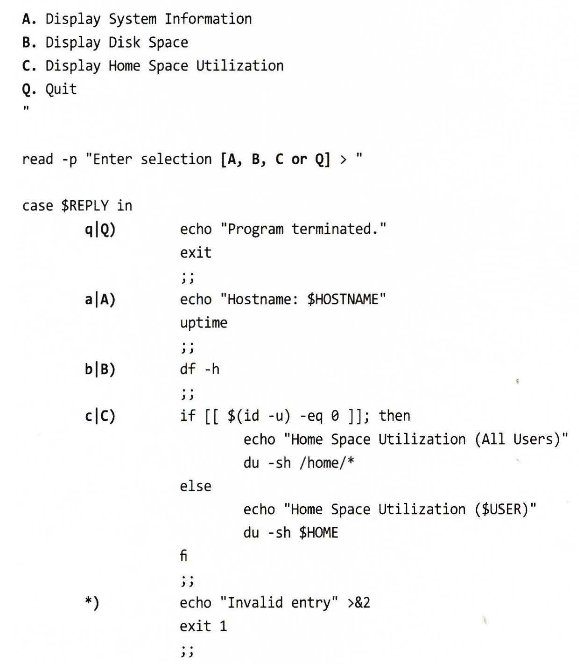 A. Display System Information
B. Display Disk Space
C. Display Home Space Utilization
Q. Quit
"
read -p "Enter selection [A, B, C or Q] > "
case $REPLY in
q|Q) echo "Program terminated."
exit
;;
a|A) echo "Hostname: $HOSTNAME"
uptime
;;
b|B) df -h
;;
c|C) if [[ $(id -u) -eq 0 ]]; then
echo "Home Space Utilization (All Users)"
du -sh /home/*
else
echo "Home Space Utilization ($USER)"
du -sh $HOME
fi
;;
*) echo "Invalid entry" >&2
exit 1
;;